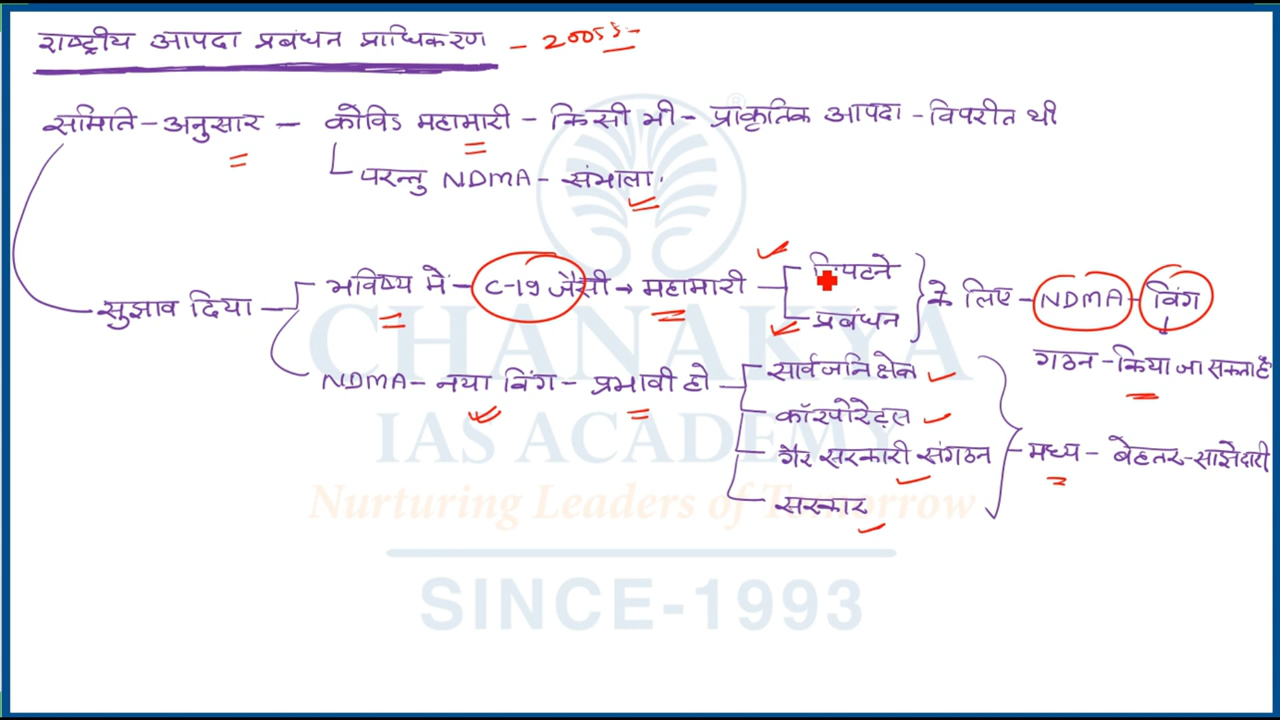 राष्ट्रीय आपदा प्रबंधन प्राधिकरण - 2005
समिति - अनुसार - कोविड महामारी - किसी भी - प्राकृतिक आपदा - विपरीत थी
परन्तु NDMA - संभाला
सुझाव दिया
भविष्य में - C-19 जैसी → महामारी
निपटने
प्रबंधन
के लिए - NDMA - विंग
गठन - किया जा सकता है
NDMA - नया विंग - प्रभावी हो
सार्वजनि क्षेत्र
कॉरपोरेट्स
गैर सरकारी संगठन
सरकार
मध्य - बेहतर - साझेदारी
CHANAKYA
IAS ACADEMY
Nurturing Leaders of Tomorrow
SINCE-1993